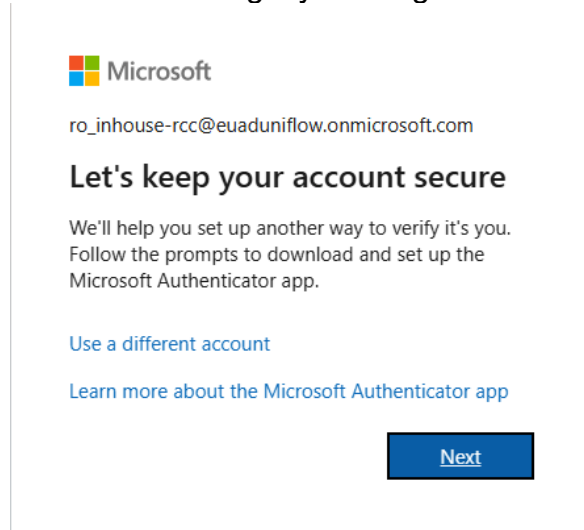 Microsoft
ro_inhouse-rcc@euaduniflow.onmicrosoft.com
Let's keep your account secure
We'll help you set up another way to verify it's you.
Follow the prompts to download and set up the
Microsoft Authenticator app.
Use a different account
Learn more about the Microsoft Authenticator app
Next